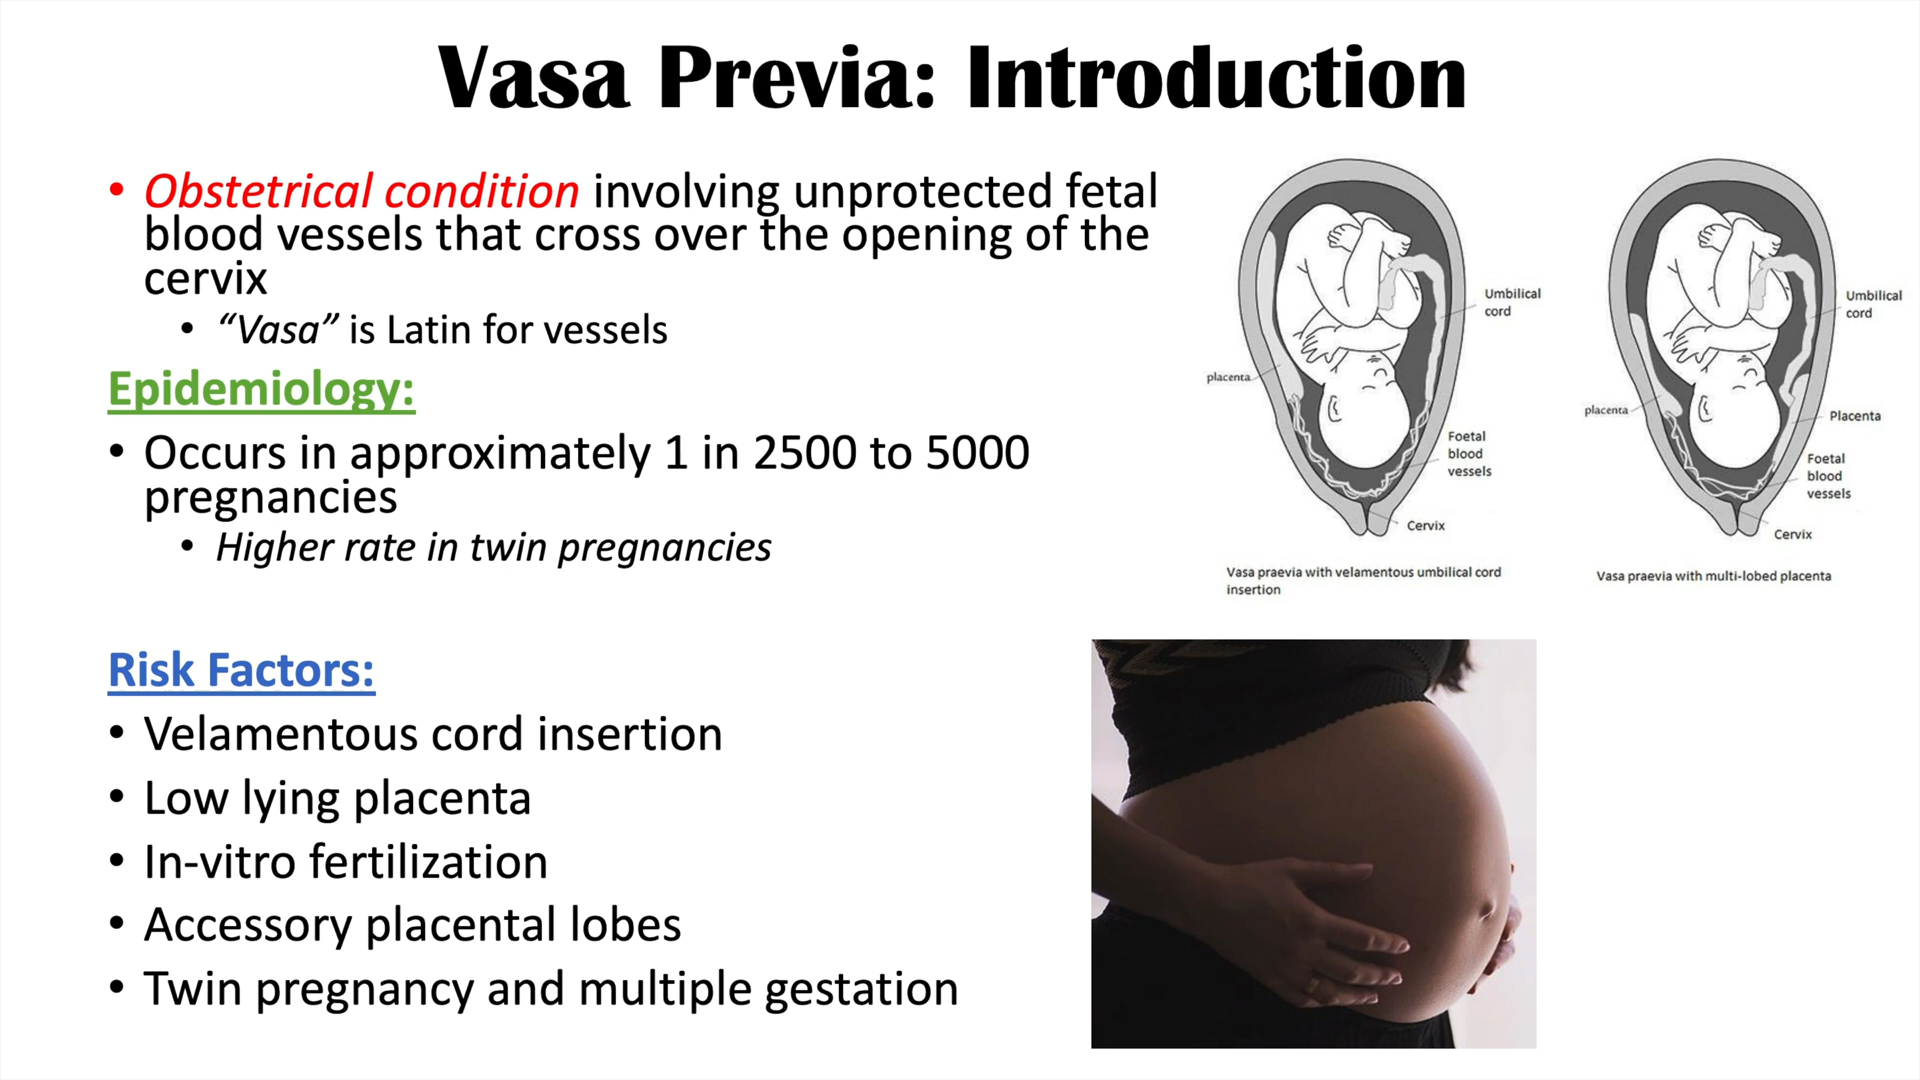 Vasa Previa: Introduction
• Obstetrical condition involving unprotected fetal
blood vessels that cross over the opening of the
cervix
• “Vasa” is Latin for vessels
Epidemiology:
• Occurs in approximately 1 in 2500 to 5000
pregnancies
• Higher rate in twin pregnancies
Risk Factors:
• Velamentous cord insertion
• Low lying placenta
• In-vitro fertilization
• Accessory placental lobes
• Twin pregnancy and multiple gestation
Umbilical
cord
placenta
Foetal
blood
vessels
Cervix
Vasa praevia with velamentous umbilical cord
insertion
Umbilical
cord
placenta
Placenta
Foetal
blood
vessels
Cervix
Vasa praevia with multi-lobed placenta